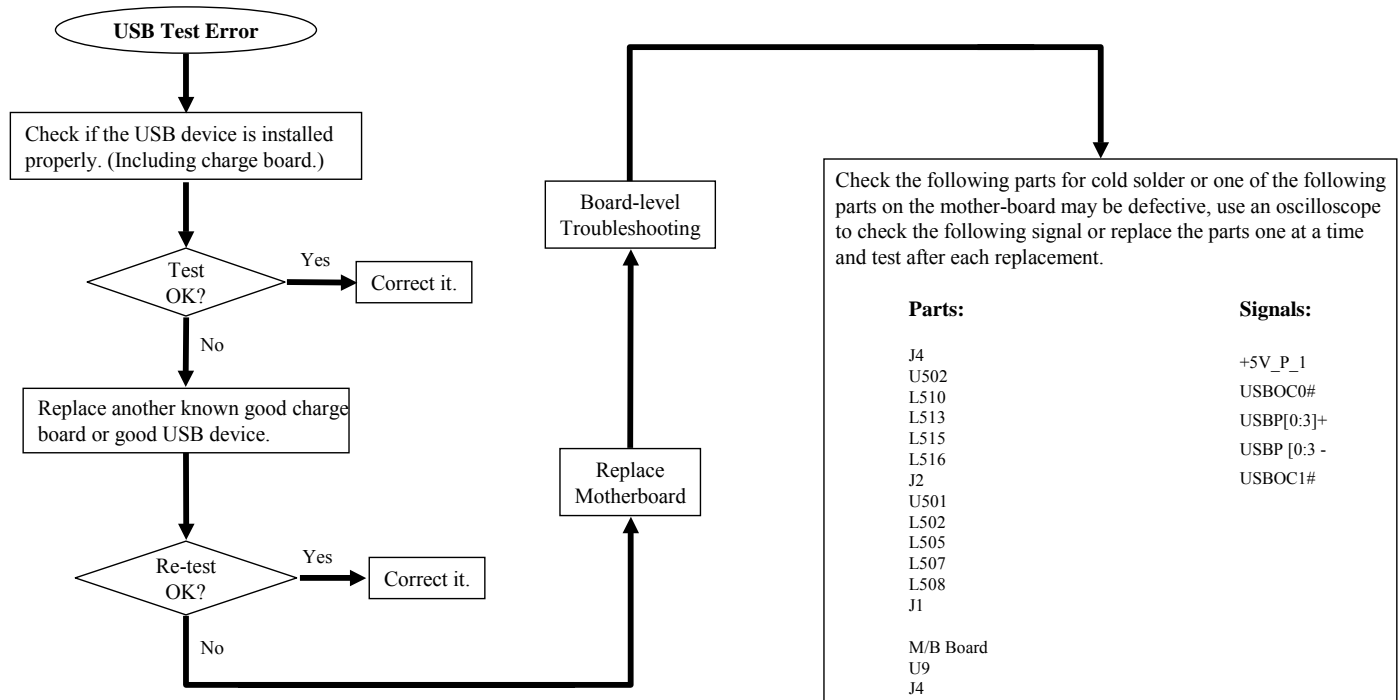 USB Test Error
Check if the USB device is installed
properly. (Including charge board.)
Test
OK?
Yes
Correct it.
No
Replace another known good charge
board or good USB device.
Re-test
OK?
Yes
Correct it.
No
Board-level
Troubleshooting
Replace
Motherboard
Check the following parts for cold solder or one of the following
parts on the mother-board may be defective, use an oscilloscope
to check the following signal or replace the parts one at a time
and test after each replacement.
Parts:
J4
U502
L510
L513
L515
L516
J2
U501
L502
L505
L507
L508
J1
M/B Board
U9
J4
Signals:
+5V_P_1
USBOC0#
USBP[0:3]+
USBP [0:3 -
USBOC1#